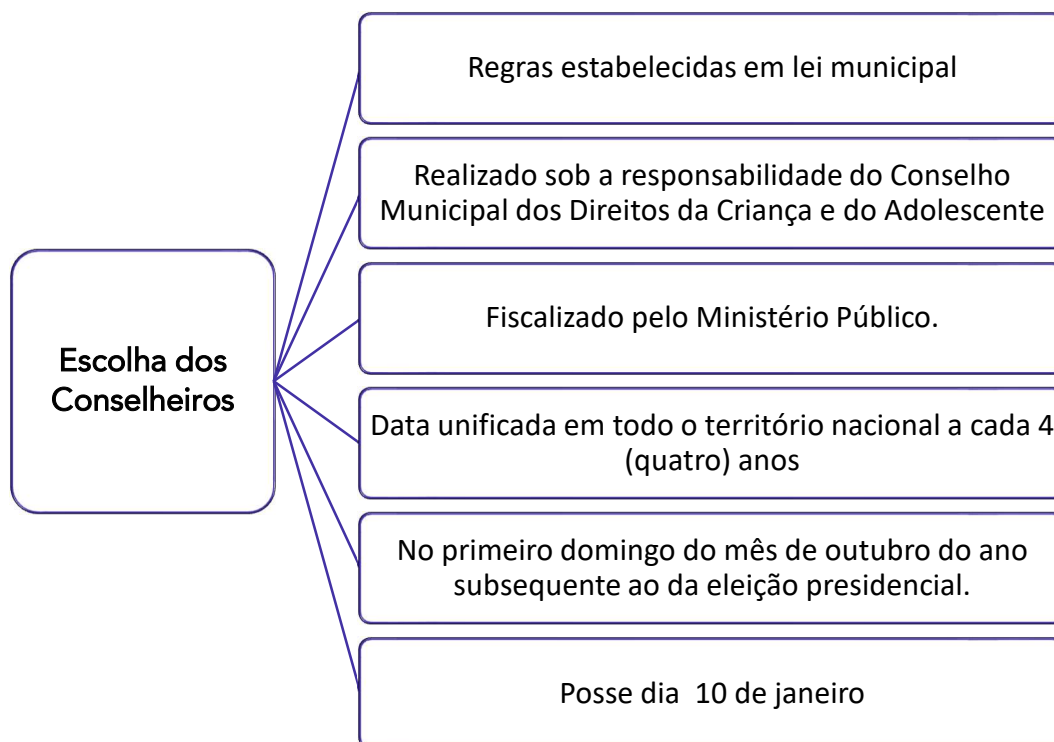 Escolha dos
Conselheiros
Regras estabelecidas em lei municipal
Realizado sob a responsabilidade do Conselho
Municipal dos Direitos da Criança e do Adolescente
Fiscalizado pelo Ministério Público.
Data unificada em todo o território nacional a cada 4
(quatro) anos
No primeiro domingo do mês de outubro do ano
subsequente ao da eleição presidencial.
Posse dia 10 de janeiro